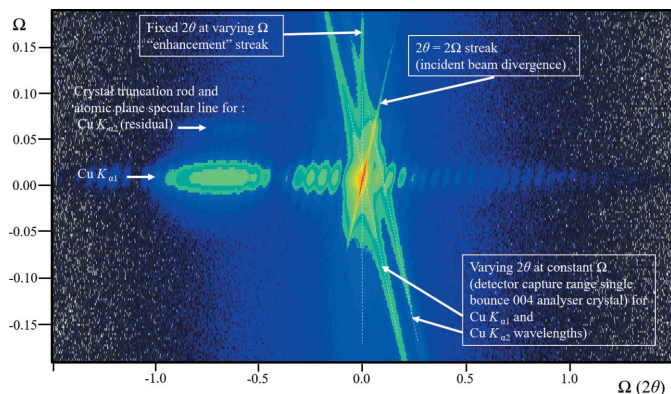 Ω
0.15
0.10
0.05
0.00
-0.05
-0.10
-0.15
Fixed 2θ at varying Ω
“enhancement” streak
2θ = 2Ω streak
(incident beam divergence)
Crystal truncation rod and
atomic plane specular line for :
Cu Kα2 (residual)
Cu Kα1
Varying 2θ at constant Ω
(detector capture range single
bounce 004 analyser crystal) for
Cu Kα1 and
Cu Kα2 wavelengths)
-1.0
-0.5
0.0
0.5
1.0
Ω (2θ)